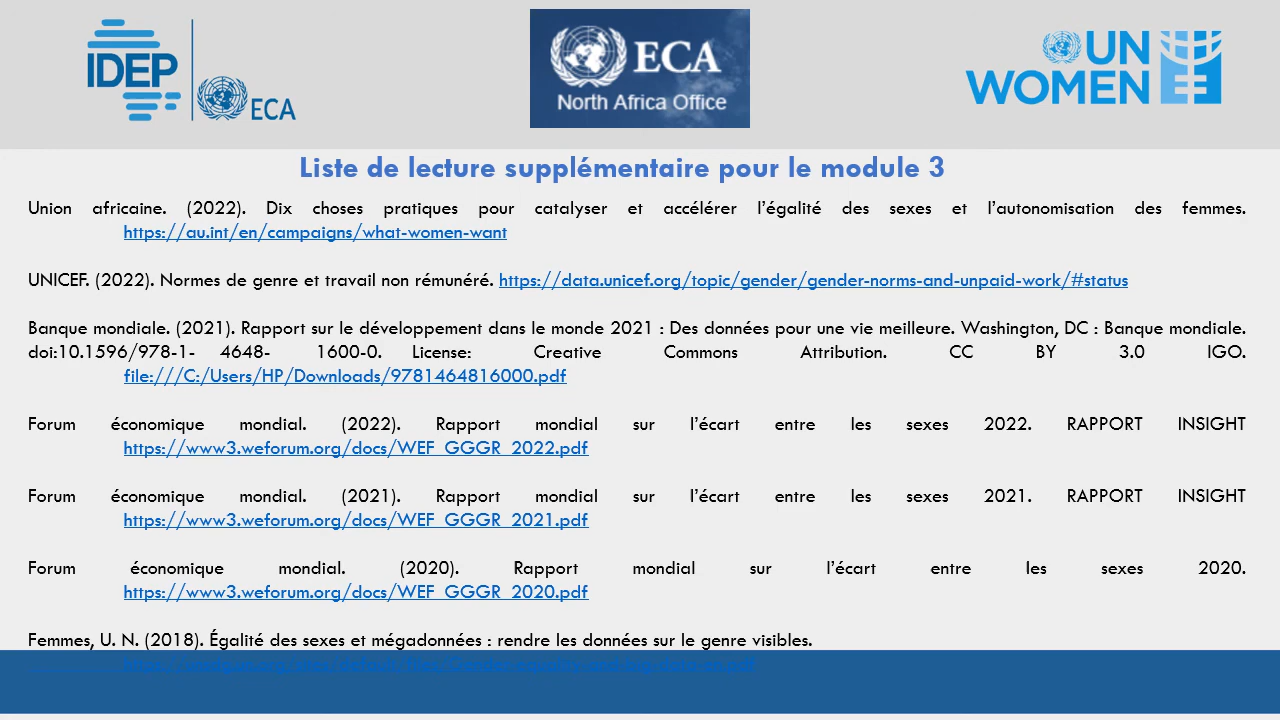 IDEP
ECA
ECA
North Africa Office
UN
WOMEN
Liste de lecture supplémentaire pour le module 3
Union africaine. (2022). Dix choses pratiques pour catalyser et accélérer l’égalité des sexes et l’autonomisation des femmes.
https://au.int/en/campaigns/what-women-want
UNICEF. (2022). Normes de genre et travail non rémunéré. https://data.unicef.org/topic/gender/gender-norms-and-unpaid-work/#status
Banque mondiale. (2021). Rapport sur le développement dans le monde 2021 : Des données pour une vie meilleure. Washington, DC : Banque mondiale.
doi:10.1596/978-1- 4648- 1600-0. License: Creative Commons Attribution. CC BY 3.0 IGO.
file:///C:/Users/HP/Downloads/9781464816000.pdf
Forum économique mondial. (2022). Rapport mondial sur l’écart entre les sexes 2022. RAPPORT INSIGHT
https://www3.weforum.org/docs/WEF_GGGR_2022.pdf
Forum économique mondial. (2021). Rapport mondial sur l’écart entre les sexes 2021. RAPPORT INSIGHT
https://www3.weforum.org/docs/WEF_GGGR_2021.pdf
Forum économique mondial. (2020). Rapport mondial sur l’écart entre les sexes 2020.
https://www3.weforum.org/docs/WEF_GGGR_2020.pdf
Femmes, U. N. (2018). Égalité des sexes et mégadonnées : rendre les données sur le genre visibles.